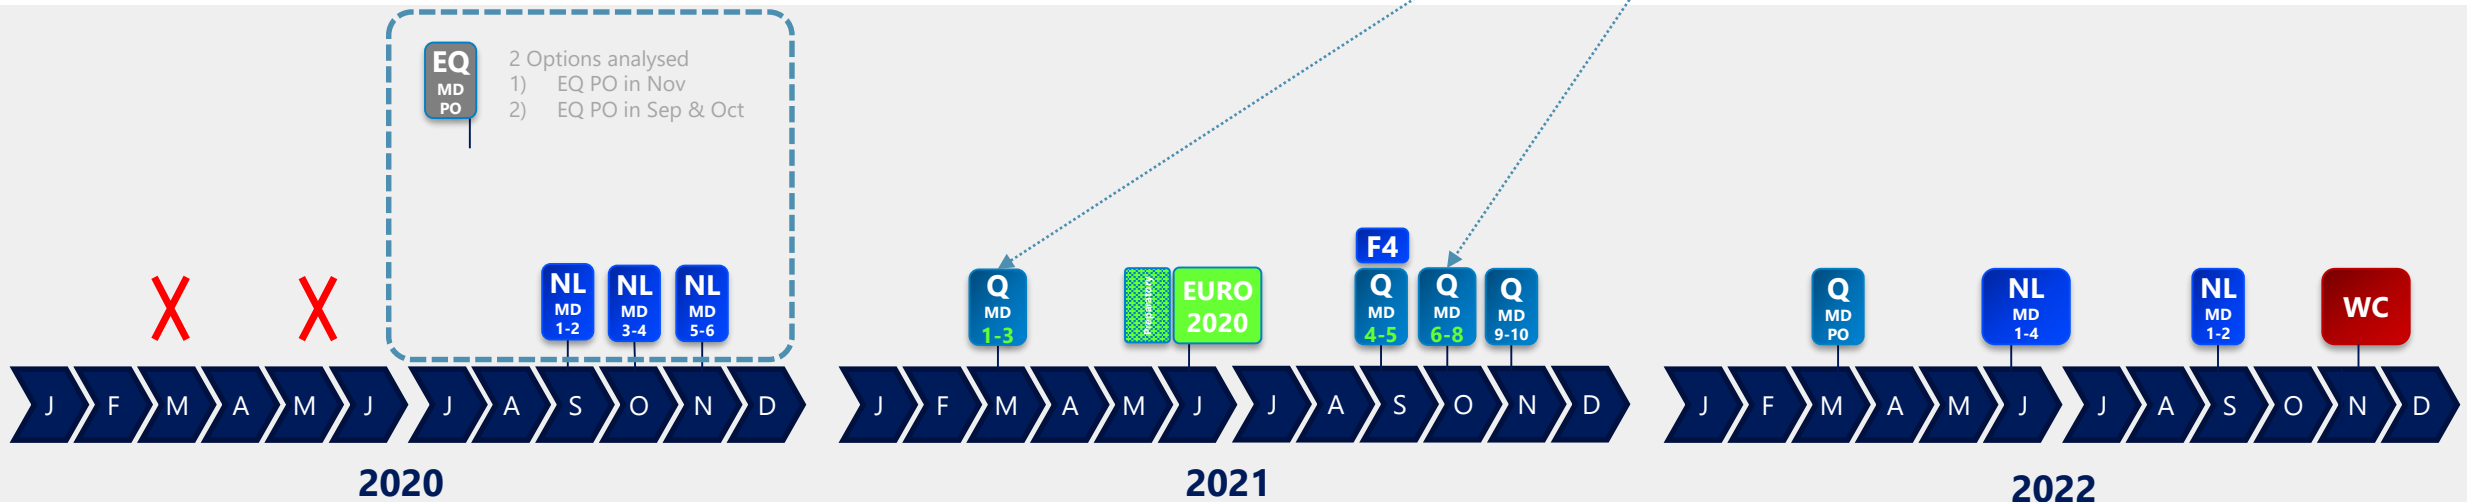 EQ
MD
PO
2 Options analysed
1) EQ PO in Nov
2) EQ PO in Sep & Oct
NL
MD
1-2
NL
MD
3-4
NL
MD
5-6
Q
MD
1-3
Preparatory
EURO
2020
F4
Q
MD
4-5
Q
MD
6-8
Q
MD
9-10
Q
MD
PO
NL
MD
1-4
NL
MD
1-2
WC
J F M A M J J A S O N D
J F M A M J J A S O N D
J F M A M J J A S O N D
2020
2021
2022